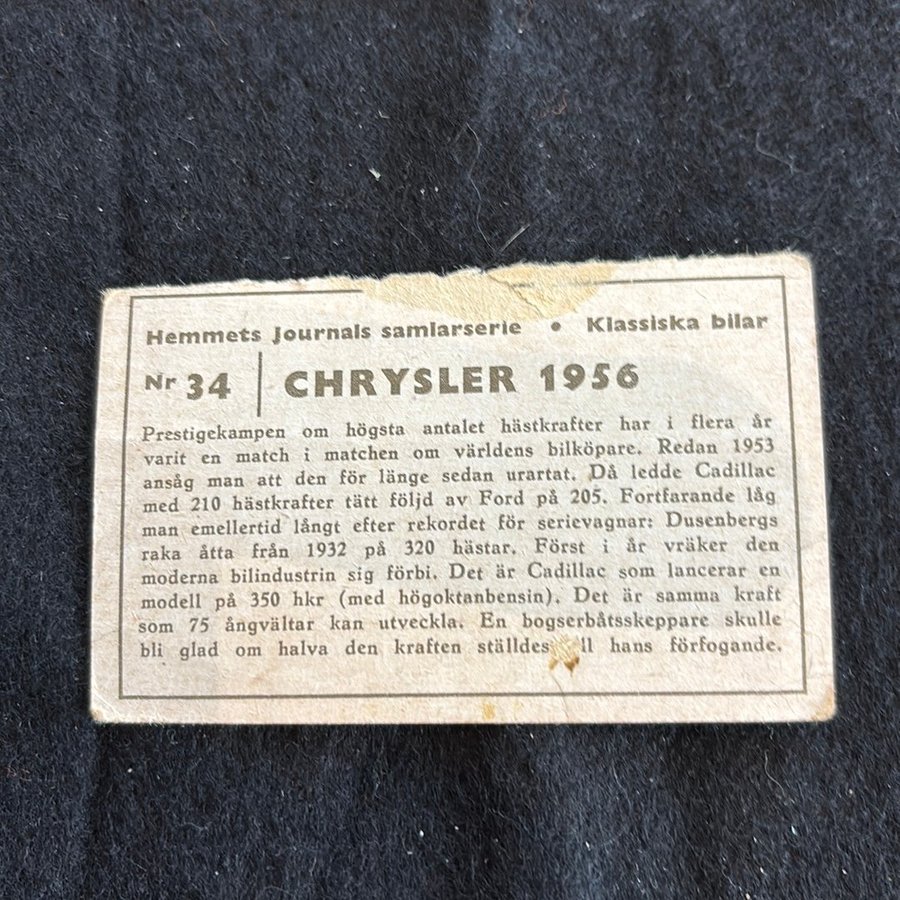 Hemmets Journals samlarserie • Klassiska bilar
Nr 34 CHRYSLER 1956
Prestigekampen om högsta antalet hästkrafter har i flera år
varit en match i matchen om världens bilköpare. Redan 1953
ansåg man att den för länge sedan urartat. Då ledde Cadillac
med 210 hästkrafter tätt följd av Ford på 205. Fortfarande låg
man emellertid långt efter rekordet för serievagnar: Dusenbergs
raka åtta från 1932 på 320 hästar. Först i år vräker den
moderna bilindustrin sig förbi. Det är Cadillac som lancerar en
modell på 350 hkr (med högoktanbensin). Det är samma kraft
som 75 ångvältar kan utveckla. En bogserbåtsskeppare skulle
bli glad om halva den kraften ställdes ll hans förfogande.